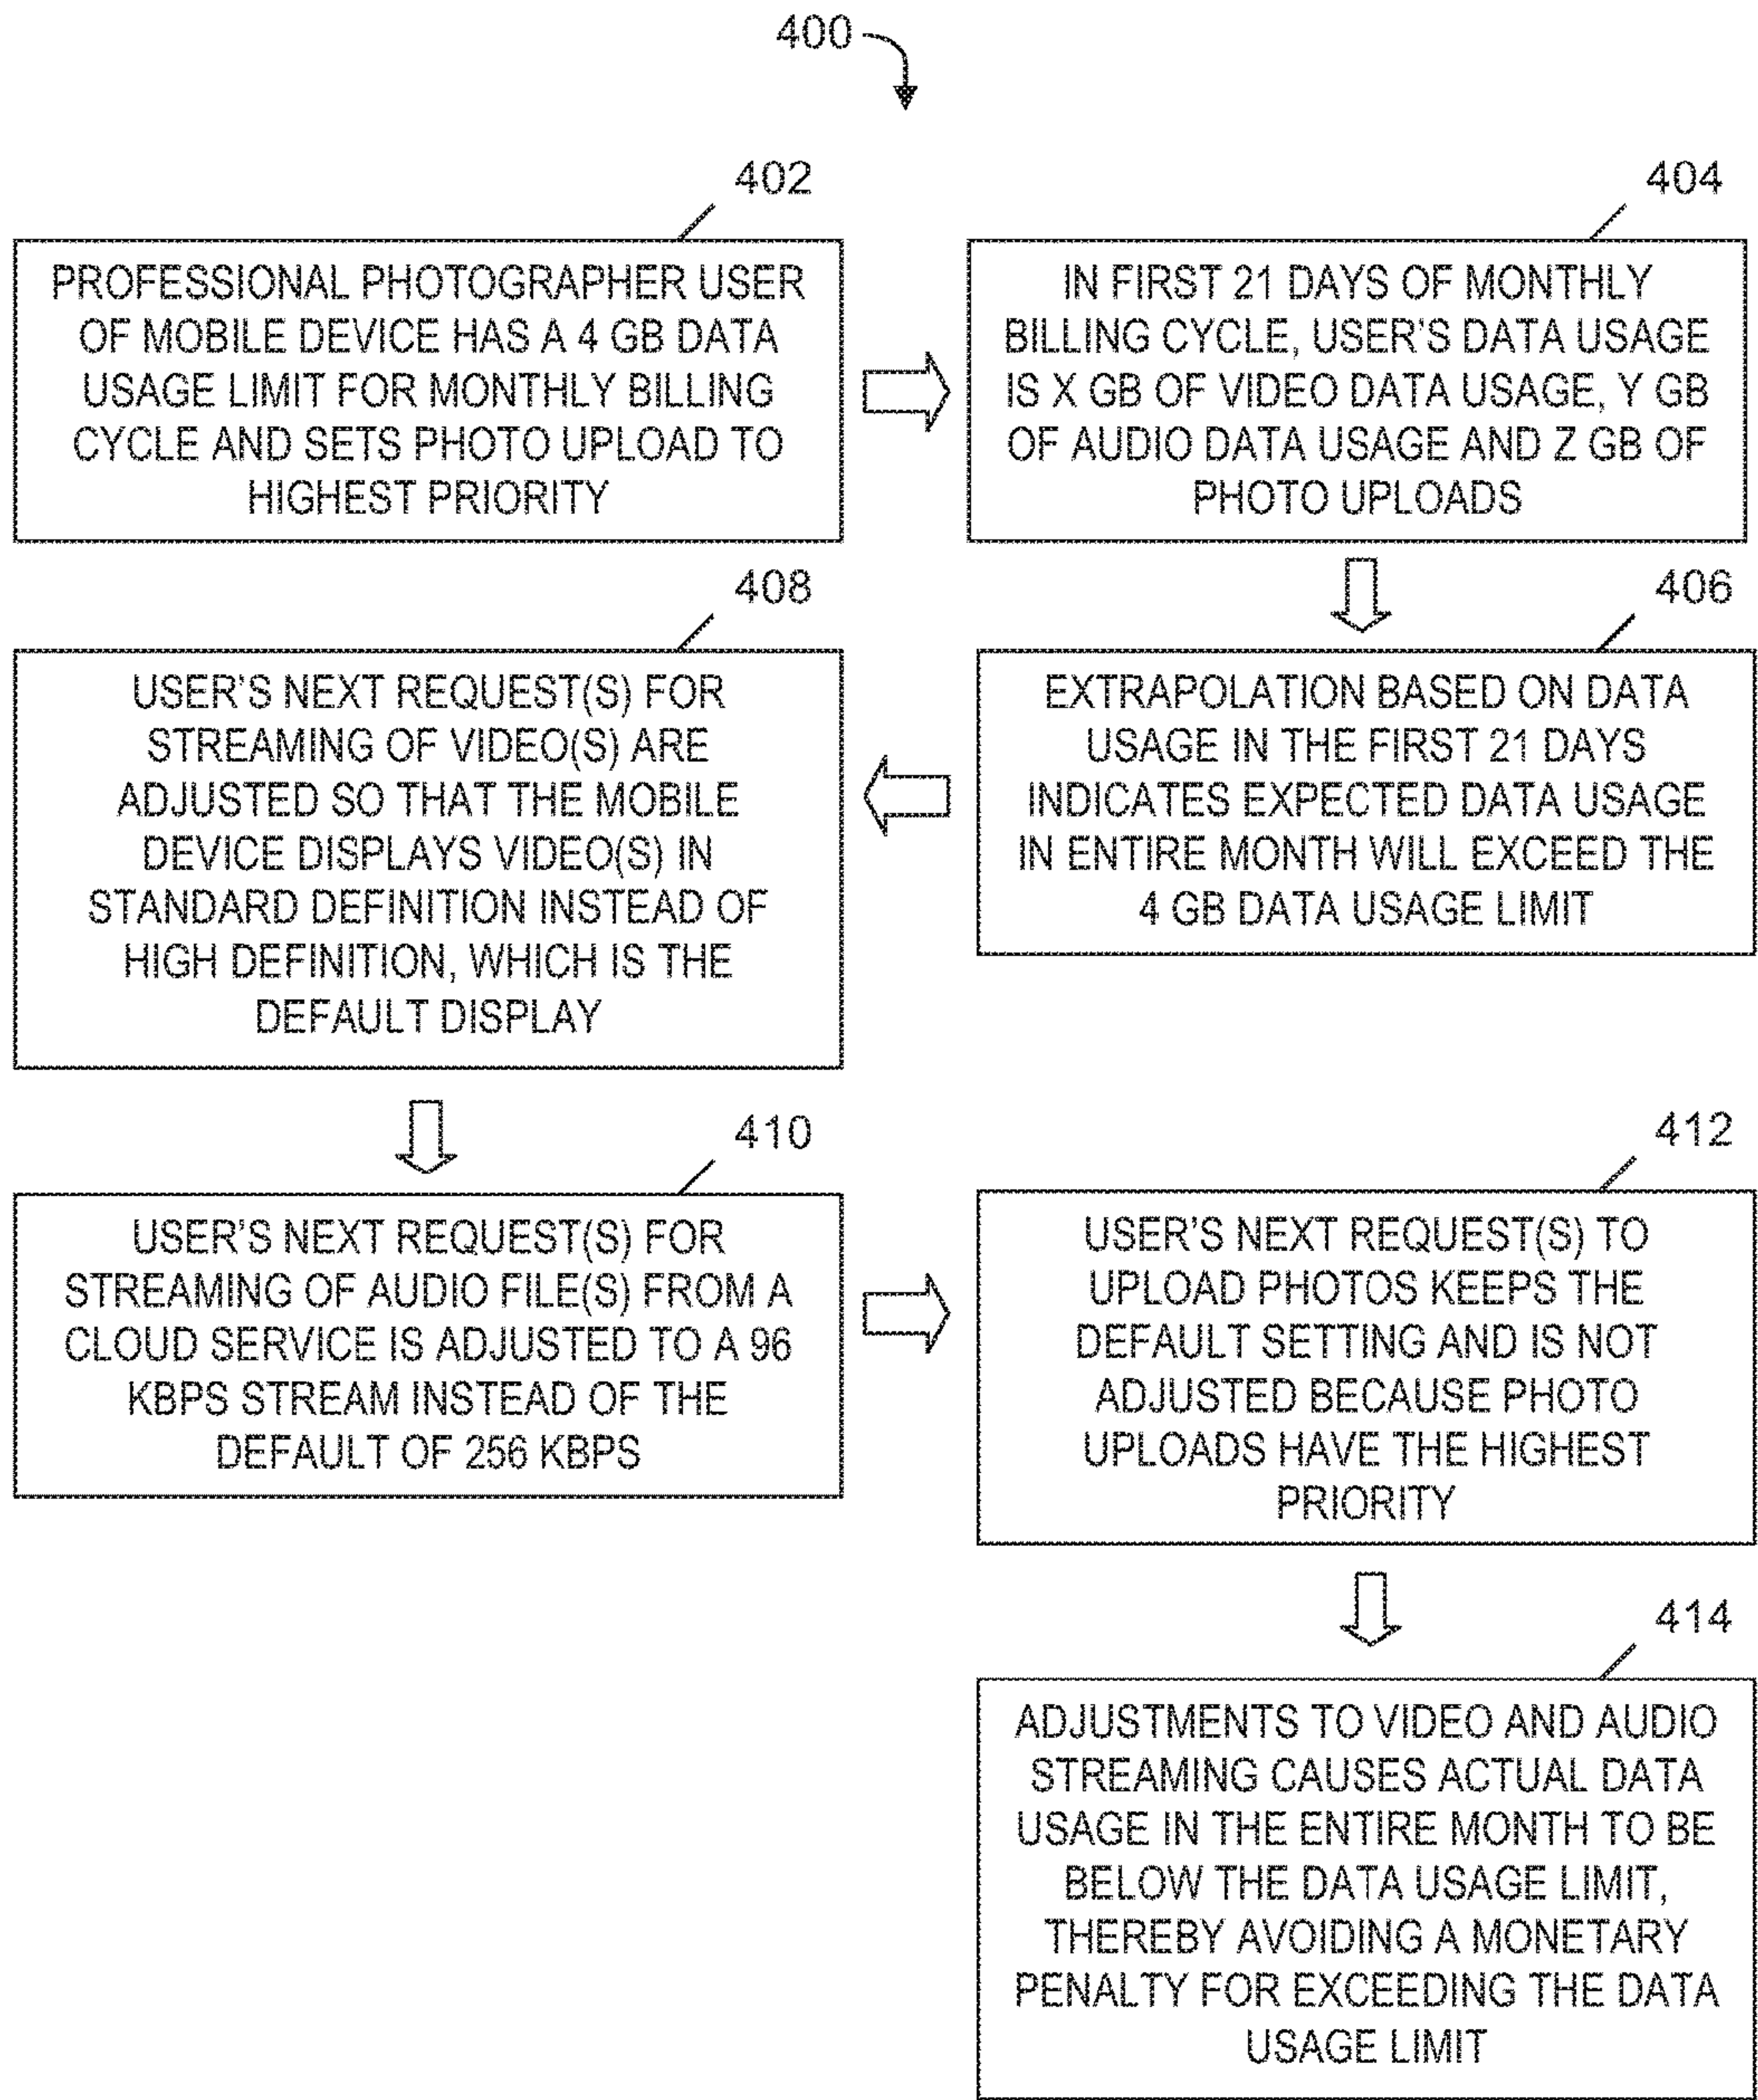 400
402
PROFESSIONAL PHOTOGRAPHER USER
OF MOBILE DEVICE HAS A 4 GB DATA
USAGE LIMIT FOR MONTHLY BILLING
CYCLE AND SETS PHOTO UPLOAD TO
HIGHEST PRIORITY
404
IN FIRST 21 DAYS OF MONTHLY
BILLING CYCLE, USER'S DATA USAGE
IS X GB OF VIDEO DATA USAGE, Y GB
OF AUDIO DATA USAGE AND Z GB OF
PHOTO UPLOADS
406
EXTRAPOLATION BASED ON DATA
USAGE IN THE FIRST 21 DAYS
INDICATES EXPECTED DATA USAGE
IN ENTIRE MONTH WILL EXCEED THE
4 GB DATA USAGE LIMIT
408
USER'S NEXT REQUEST(S) FOR
STREAMING OF VIDEO(S) ARE
ADJUSTED SO THAT THE MOBILE
DEVICE DISPLAYS VIDEO(S) IN
STANDARD DEFINITION INSTEAD OF
HIGH DEFINITION, WHICH IS THE
DEFAULT DISPLAY
410
USER'S NEXT REQUEST(S) FOR
STREAMING OF AUDIO FILE(S) FROM A
CLOUD SERVICE IS ADJUSTED TO A 96
KBPS STREAM INSTEAD OF THE
DEFAULT OF 256 KBPS
412
USER'S NEXT REQUEST(S) TO
UPLOAD PHOTOS KEEPS THE
DEFAULT SETTING AND IS NOT
ADJUSTED BECAUSE PHOTO
UPLOADS HAVE THE HIGHEST
PRIORITY
414
ADJUSTMENTS TO VIDEO AND AUDIO
STREAMING CAUSES ACTUAL DATA
USAGE IN THE ENTIRE MONTH TO BE
BELOW THE DATA USAGE LIMIT,
THEREBY AVOIDING A MONETARY
PENALTY FOR EXCEEDING THE DATA
USAGE LIMIT